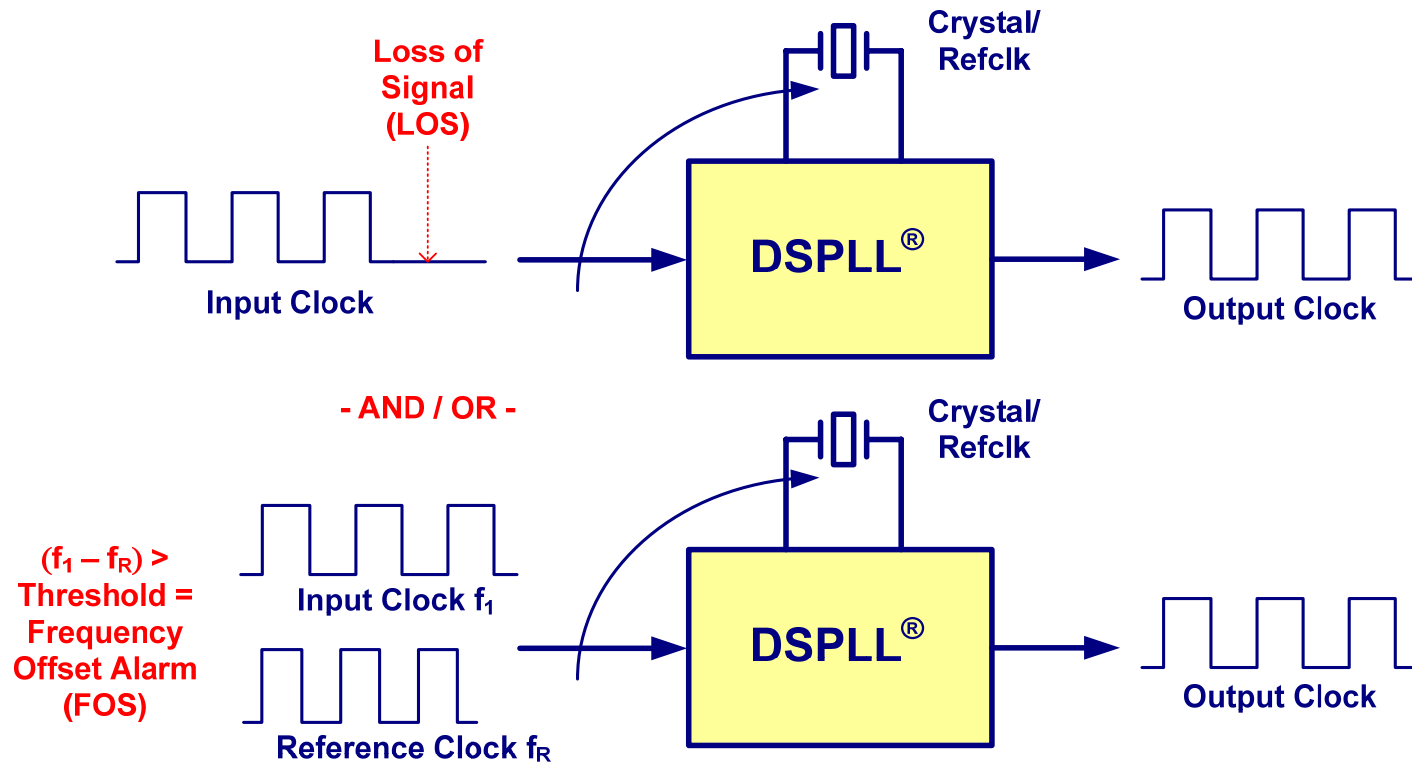 Loss of
Signal
(LOS)
Crystal/
Refclk
DSPLL®
Input Clock
Output Clock
- AND / OR -
Crystal/
Refclk
(f₁ – fR) >
Threshold =
Frequency
Offset Alarm
(FOS)
Input Clock f₁
DSPLL®
Reference Clock fR
Output Clock